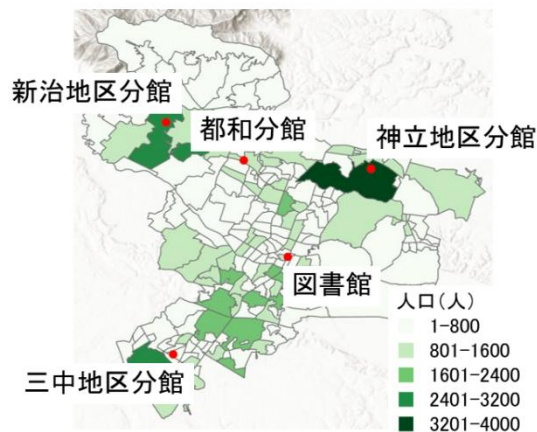 新治地区分館
都和分館
神立地区分館
図書館
三中地区分館
人口(人)
1-800
801-1600
1601-2400
2401-3200
3201-4000